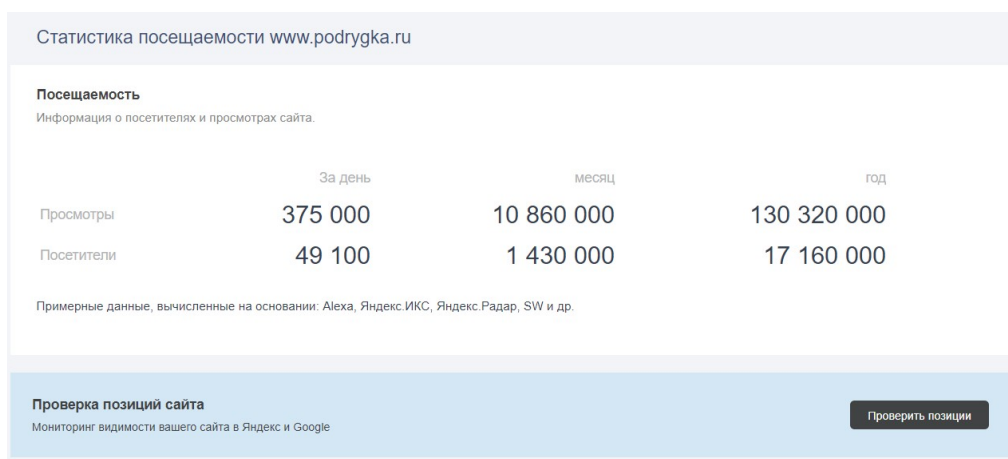 Статистика посещаемости www.podrygka.ru
Посещаемость
Информация о посетителях и просмотрах сайта.
За день месяц год
Просмотры 375 000 10 860 000 130 320 000
Посетители 49 100 1 430 000 17 160 000
Примерные данные, вычисленные на основании: Alexa, Яндекс.ИКС, Яндекс.Радар, SW и др.
Проверка позиций сайта
Мониторинг видимости вашего сайта в Яндекс и Google
Проверить позиции